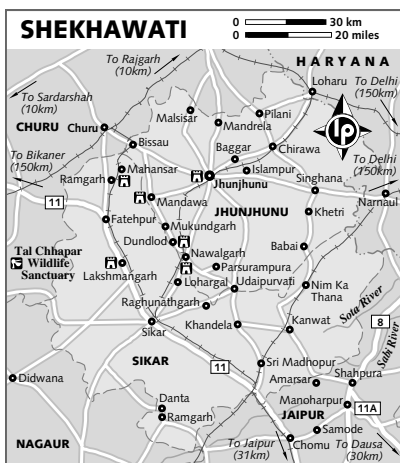 SHEKHAWATI
0 30 km
0 20 miles
To Rajgarh
(10km)
HARYANA
Loharu
To Delhi
(150km)
To Sardarshah
(10km)
Malsisar
Pilani
Mandrela
CHURU
Churu
lp
Bissau
Baggar
Chirawa
To Bikaner
(150km)
Mahansar
Islampur
To Delhi
(150km)
Ramgarh
Jhunjhunu
Singhana
Narnaul
11
Mandawa
JHUNJHUNU
Fatehpur
Mukundgarh
Khetri
Dundlod
Tal Chhapar
Wildlife
Sanctuary
Nawalgarh
Babai
Lakshmangarh
Parsurampura
Lohargal
Udaipurvati
Nim Ka
Thana
Raghunathgarh
Sota River
Sikar
Khandela
Kanwat
8
Sabi River
SIKAR
11
Sri Madhopur
Didwana
Amarsar
Shahpura
Danta
Manoharpur
11A
Ramgarh
JAIPUR
Samode
NAGAUR
To Jaipur
(31km)
Chomu
To Dausa
(30km)